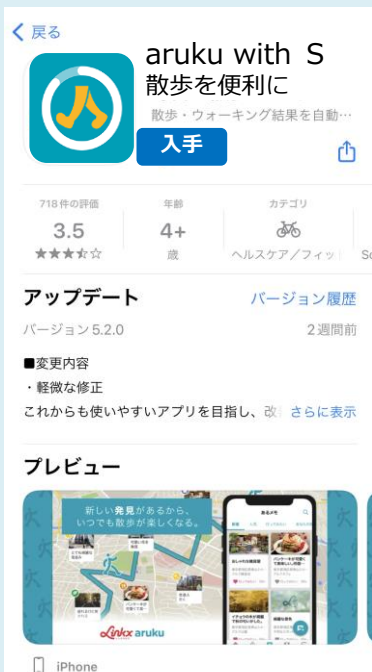 戻る
aruku with S
散歩を便利に
散歩・ウォーキング結果を自動…
入手
718件の評価
年齢
カテゴリ
3.5
4+
★★★★☆
歳
ヘルスケア／フィッ
アップデート
バージョン履歴
バージョン 5.2.0
2週間前
■変更内容
・軽微な修正
これからも使いやすいアプリを目指し、改
さらに表示
プレビュー
新しい発見があるから、
いつでも散歩が楽しくなる。
あるメモ
Linkx aruku
iPhone